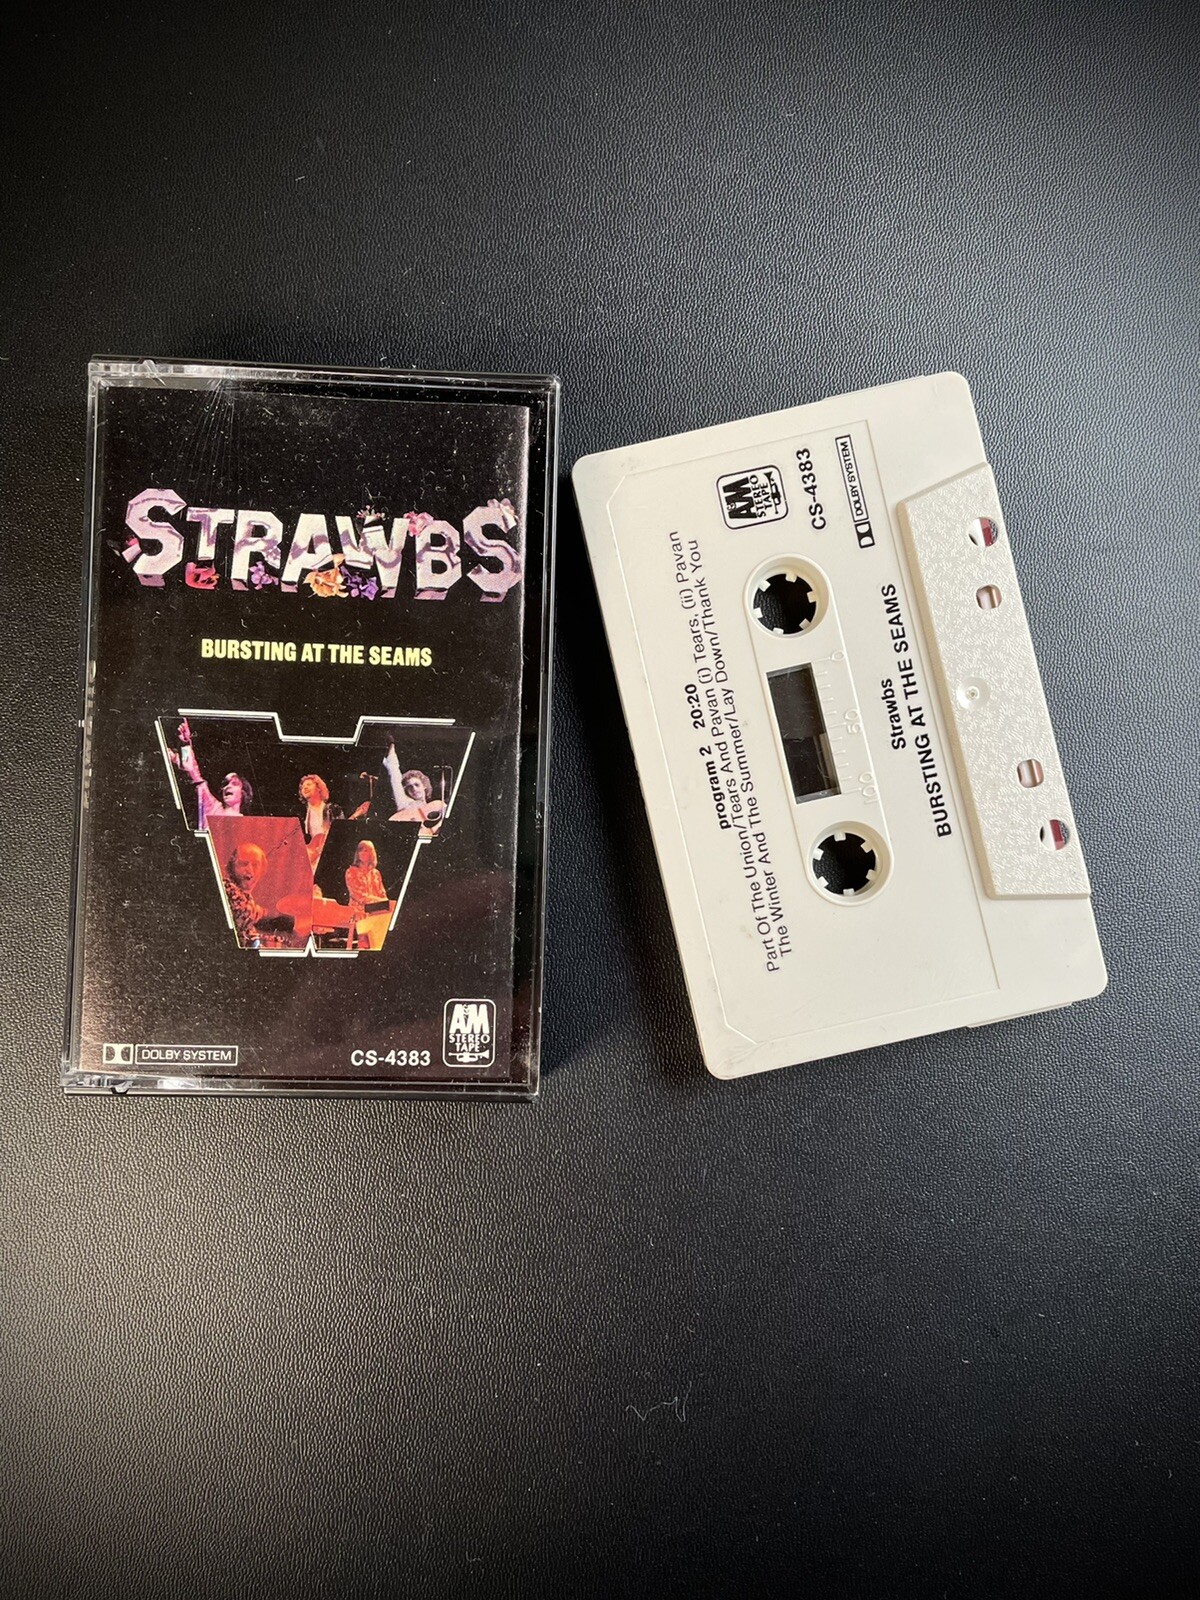 STRAWBS
BURSTING AT THE SEAMS
DOLBY SYSTEM
CS-4383
A&M
STEREO
TAPE
A&M
STEREO
TAPE
CS-4383
DOLBY SYSTEM
program 2 20:20
Part Of The Union/Tears And Pavan (i) Tears, (ii) Pavan
The Winter And The Summer/Lay Down/Thank You
100 50 0
Strawbs
BURSTING AT THE SEAMS